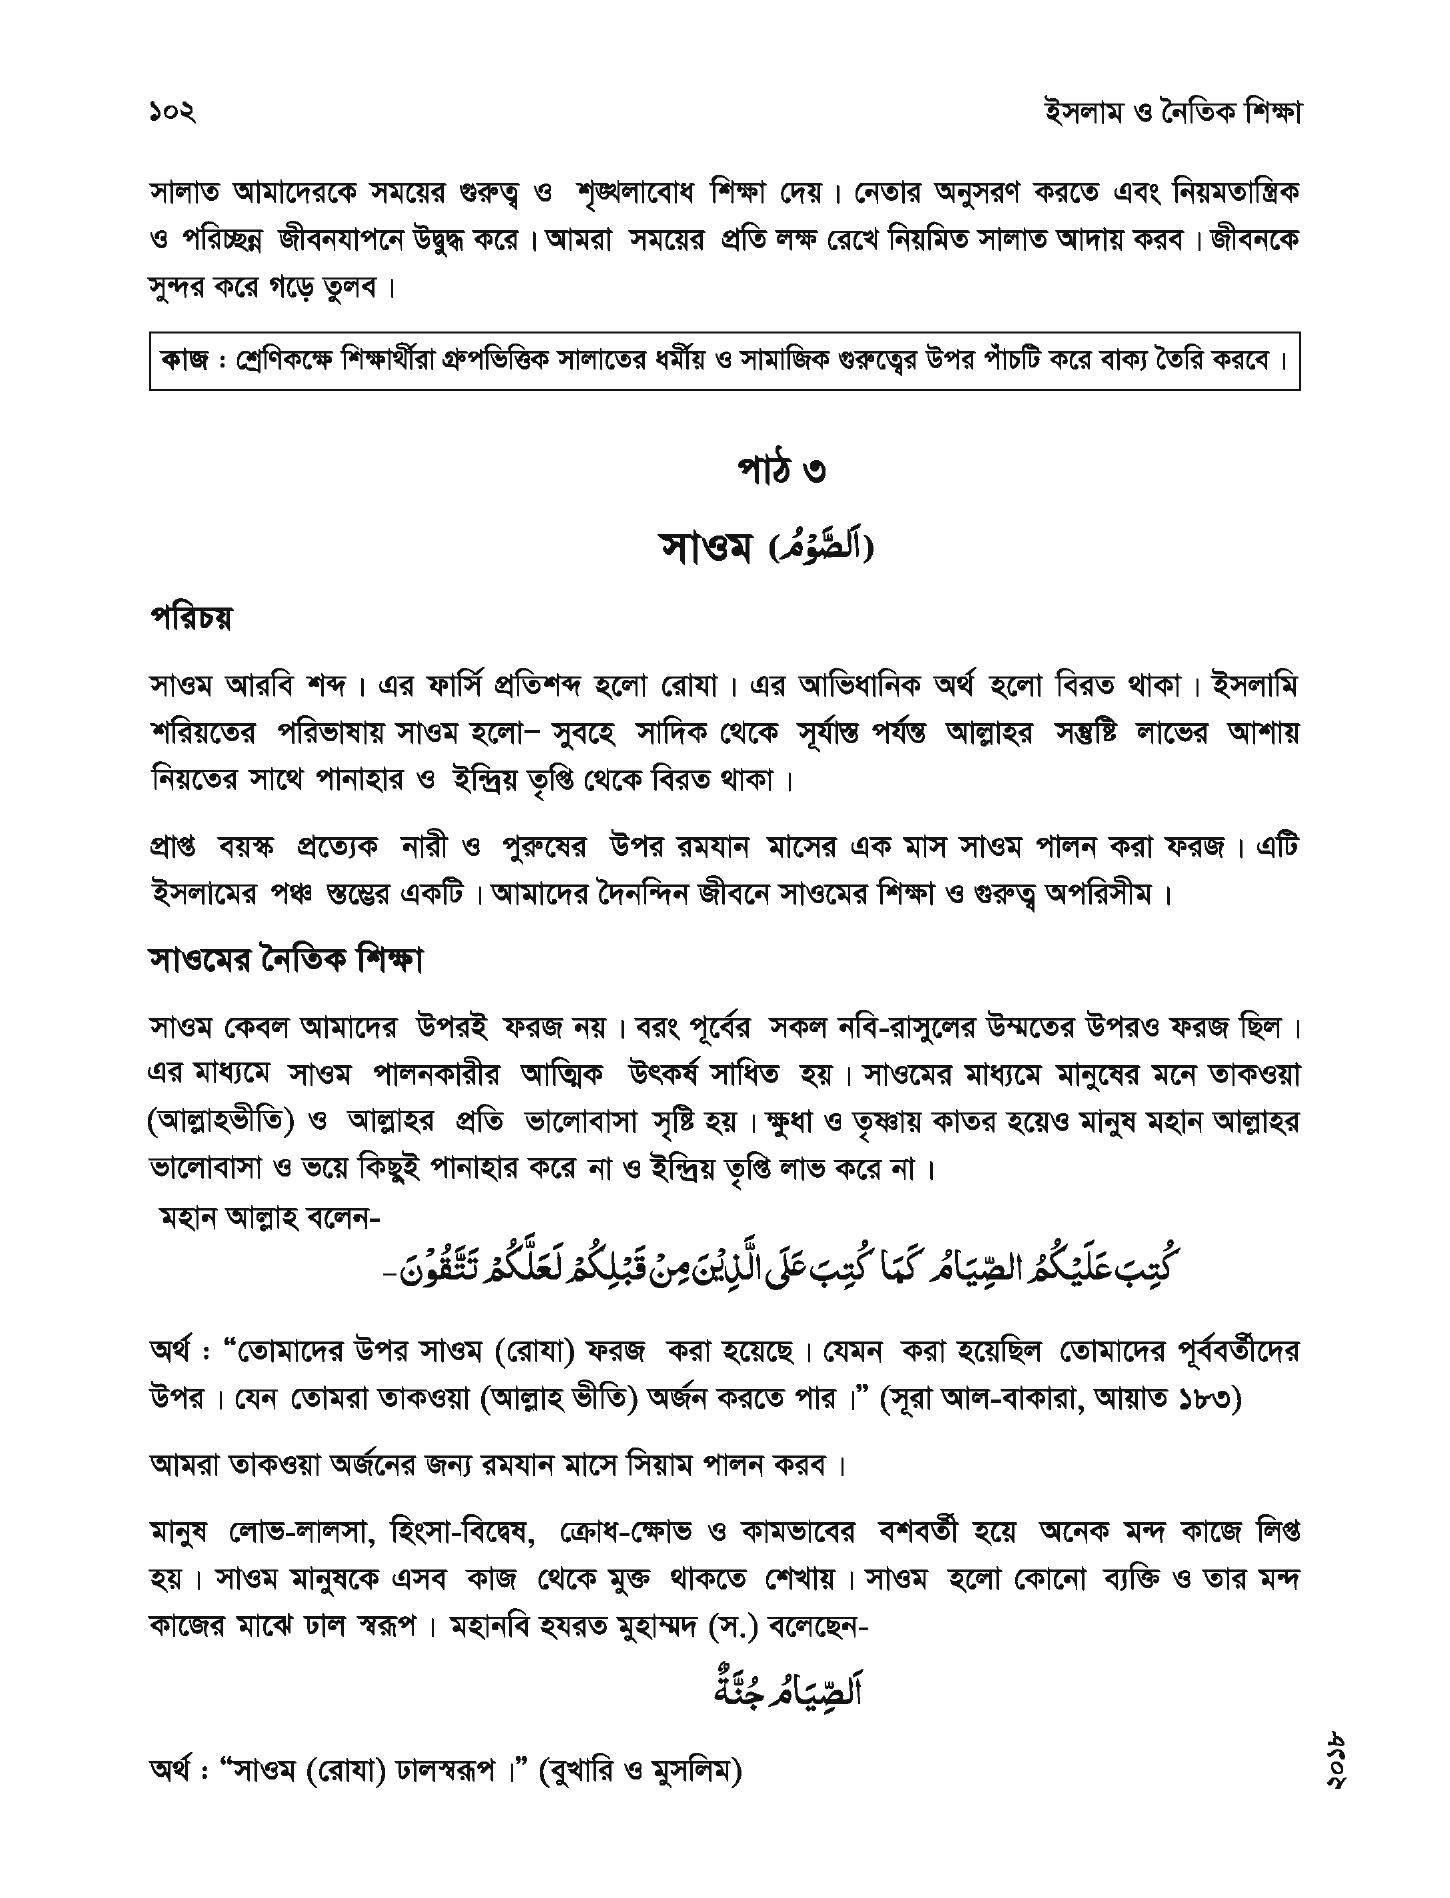 ১০২
ইসলাম ও নৈতিক শিক্ষা
সালাত আমাদেরকে সময়ের গুরুত্ব ও শৃঙ্খলাবোধ শিক্ষা দেয়। নেতার অনুসরণ করতে এবং নিয়মতান্ত্রিক
ও পরিচ্ছন্ন জীবনযাপনে উদ্বুদ্ধ করে। আমরা সময়ের প্রতি লক্ষ রেখে নিয়মিত সালাত আদায় করব। জীবনকে
সুন্দর করে গড়ে তুলব।
কাজ : শ্রেণিকক্ষে শিক্ষার্থীরা গ্রুপভিত্তিক সালাতের ধর্মীয় ও সামাজিক গুরুত্বের উপর পাঁচটি করে বাক্য তৈরি করবে।
পাঠ ৩
সাওম (اَلصَّوْمُ)
পরিচয়
সাওম আরবি শব্দ। এর ফার্সি প্রতিশব্দ হলো রোযা। এর আভিধানিক অর্থ হলো বিরত থাকা। ইসলামি
শরিয়তের পরিভাষায় সাওম হলো– সুবহে সাদিক থেকে সূর্যাস্ত পর্যন্ত আল্লাহর সন্তুষ্টি লাভের আশায়
নিয়তের সাথে পানাহার ও ইন্দ্রিয় তৃপ্তি থেকে বিরত থাকা।
প্রাপ্ত বয়স্ক প্রত্যেক নারী ও পুরুষের উপর রমযান মাসের এক মাস সাওম পালন করা ফরজ। এটি
ইসলামের পঞ্চ স্তম্ভের একটি। আমাদের দৈনন্দিন জীবনে সাওমের শিক্ষা ও গুরুত্ব অপরিসীম।
সাওমের নৈতিক শিক্ষা
সাওম কেবল আমাদের উপরই ফরজ নয়। বরং পূর্বের সকল নবি-রাসুলের উম্মতের উপরও ফরজ ছিল।
এর মাধ্যমে সাওম পালনকারীর আত্মিক উৎকর্ষ সাধিত হয়। সাওমের মাধ্যমে মানুষের মনে তাকওয়া
(আল্লাহভীতি) ও আল্লাহর প্রতি ভালোবাসা সৃষ্টি হয়। ক্ষুধা ও তৃষ্ণায় কাতর হয়েও মানুষ মহান আল্লাহর
ভালোবাসা ও ভয়ে কিছুই পানাহার করে না ও ইন্দ্রিয় তৃপ্তি লাভ করে না।
মহান আল্লাহ বলেন-
كُتِبَ عَلَيْكُمُ الصِّيَامُ كَمَا كُتِبَ عَلَى الَّذِيْنَ مِنْ قَبْلِكُمْ لَعَلَّكُمْ تَتَّقُوْنَ –
অর্থ : “তোমাদের উপর সাওম (রোযা) ফরজ করা হয়েছে। যেমন করা হয়েছিল তোমাদের পূর্ববর্তীদের
উপর। যেন তোমরা তাকওয়া (আল্লাহ ভীতি) অর্জন করতে পার।” (সূরা আল-বাকারা, আয়াত ১৮৩)
আমরা তাকওয়া অর্জনের জন্য রমযান মাসে সিয়াম পালন করব।
মানুষ লোভ-লালসা, হিংসা-বিদ্বেষ, ক্রোধ-ক্ষোভ ও কামভাবের বশবর্তী হয়ে অনেক মন্দ কাজে লিপ্ত
হয়। সাওম মানুষকে এসব কাজ থেকে মুক্ত থাকতে শেখায়। সাওম হলো কোনো ব্যক্তি ও তার মন্দ
কাজের মাঝে ঢাল স্বরূপ। মহানবি হযরত মুহাম্মদ (স.) বলেছেন-
اَلصِّيَامُ جُنَّةٌ
অর্থ : “সাওম (রোযা) ঢালস্বরূপ।” (বুখারি ও মুসলিম)
২০১৮